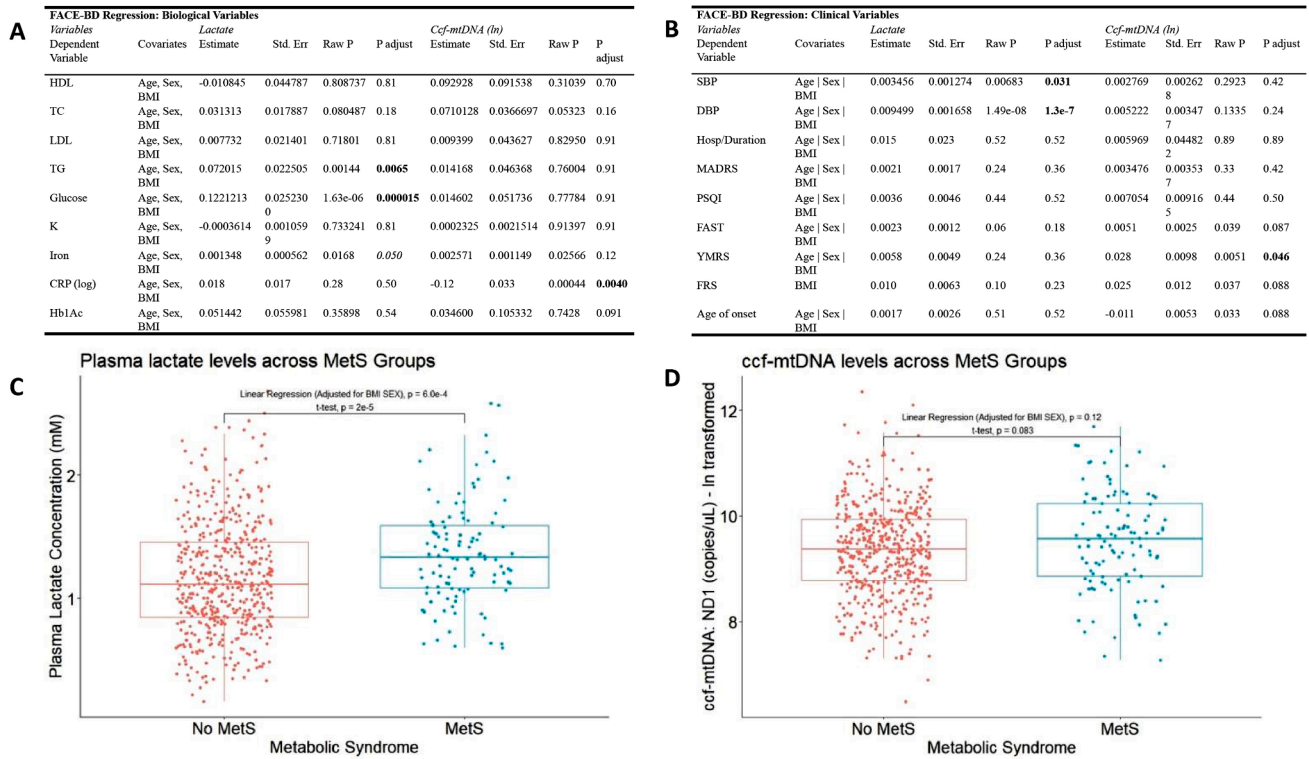 A
FACE-BD Regression: Biological Variables
Variables Lactate Ccf-mtDNA (ln)
Dependent Variable Covariates Estimate Std. Err Raw P P adjust Estimate Std. Err Raw P P adjust
HDL Age, Sex, BMI -0.010845 0.044787 0.808737 0.81 0.092928 0.091538 0.31039 0.70
TC Age, Sex, BMI 0.031313 0.017887 0.080487 0.18 0.0710128 0.0366697 0.05323 0.16
LDL Age, Sex, BMI 0.007732 0.021401 0.71801 0.81 0.009399 0.043627 0.82950 0.91
TG Age, Sex, BMI 0.072015 0.022505 0.00144 0.0065 0.014168 0.046368 0.76004 0.91
Glucose Age, Sex, BMI 0.1221213 0.0252300 1.63e-06 0.000015 0.014602 0.051736 0.77784 0.91
K Age, Sex, BMI -0.0003614 0.0010599 0.733241 0.81 0.0002325 0.0021514 0.91397 0.91
Iron Age, Sex, BMI 0.001348 0.000562 0.0168 0.050 0.002571 0.001149 0.02566 0.12
CRP (log) Age, Sex, BMI 0.018 0.017 0.28 0.50 -0.12 0.033 0.00044 0.0040
Hb1Ac Age, Sex, BMI 0.051442 0.055981 0.35898 0.54 0.034600 0.105332 0.7428 0.091
B
FACE-BD Regression: Clinical Variables
Variables Lactate Ccf-mtDNA (ln)
Dependent Variable Covariates Estimate Std. Err Raw P P adjust Estimate Std. Err Raw P P adjust
SBP Age | Sex | BMI 0.003456 0.001274 0.00683 0.031 0.002769 0.002628 0.2923 0.42
DBP Age | Sex | BMI 0.009499 0.001658 1.49e-08 1.3e-7 0.005222 0.003477 0.1335 0.24
Hosp/Duration Age | Sex | BMI 0.015 0.023 0.52 0.52 0.005969 0.044822 0.89 0.89
MADRS Age | Sex | BMI 0.0021 0.0017 0.24 0.36 0.003476 0.003537 0.33 0.42
PSQI Age | Sex | BMI 0.0036 0.0046 0.44 0.52 0.007054 0.009165 0.44 0.50
FAST Age | Sex | BMI 0.0023 0.0012 0.06 0.18 0.0051 0.0025 0.039 0.087
YMRS Age | Sex | BMI 0.0058 0.0049 0.24 0.36 0.028 0.0098 0.0051 0.046
FRS BMI 0.010 0.0063 0.10 0.23 0.025 0.012 0.037 0.088
Age of onset Age | Sex | BMI 0.0017 0.0026 0.51 0.52 -0.011 0.0053 0.033 0.088
C
Plasma lactate levels across MetS Groups
Linear Regression (Adjusted for BMI SEX), p = 6.0e-4
t-test, p = 2e-5
Plasma Lactate Concentration (mM)
2
1
No MetS MetS
Metabolic Syndrome
D
ccf-mtDNA levels across MetS Groups
Linear Regression (Adjusted for BMI SEX), p = 0.12
t-test, p = 0.083
ccf-mtDNA: ND1 (copies/uL) - ln transformed
12
10
8
No MetS MetS
Metabolic Syndrome